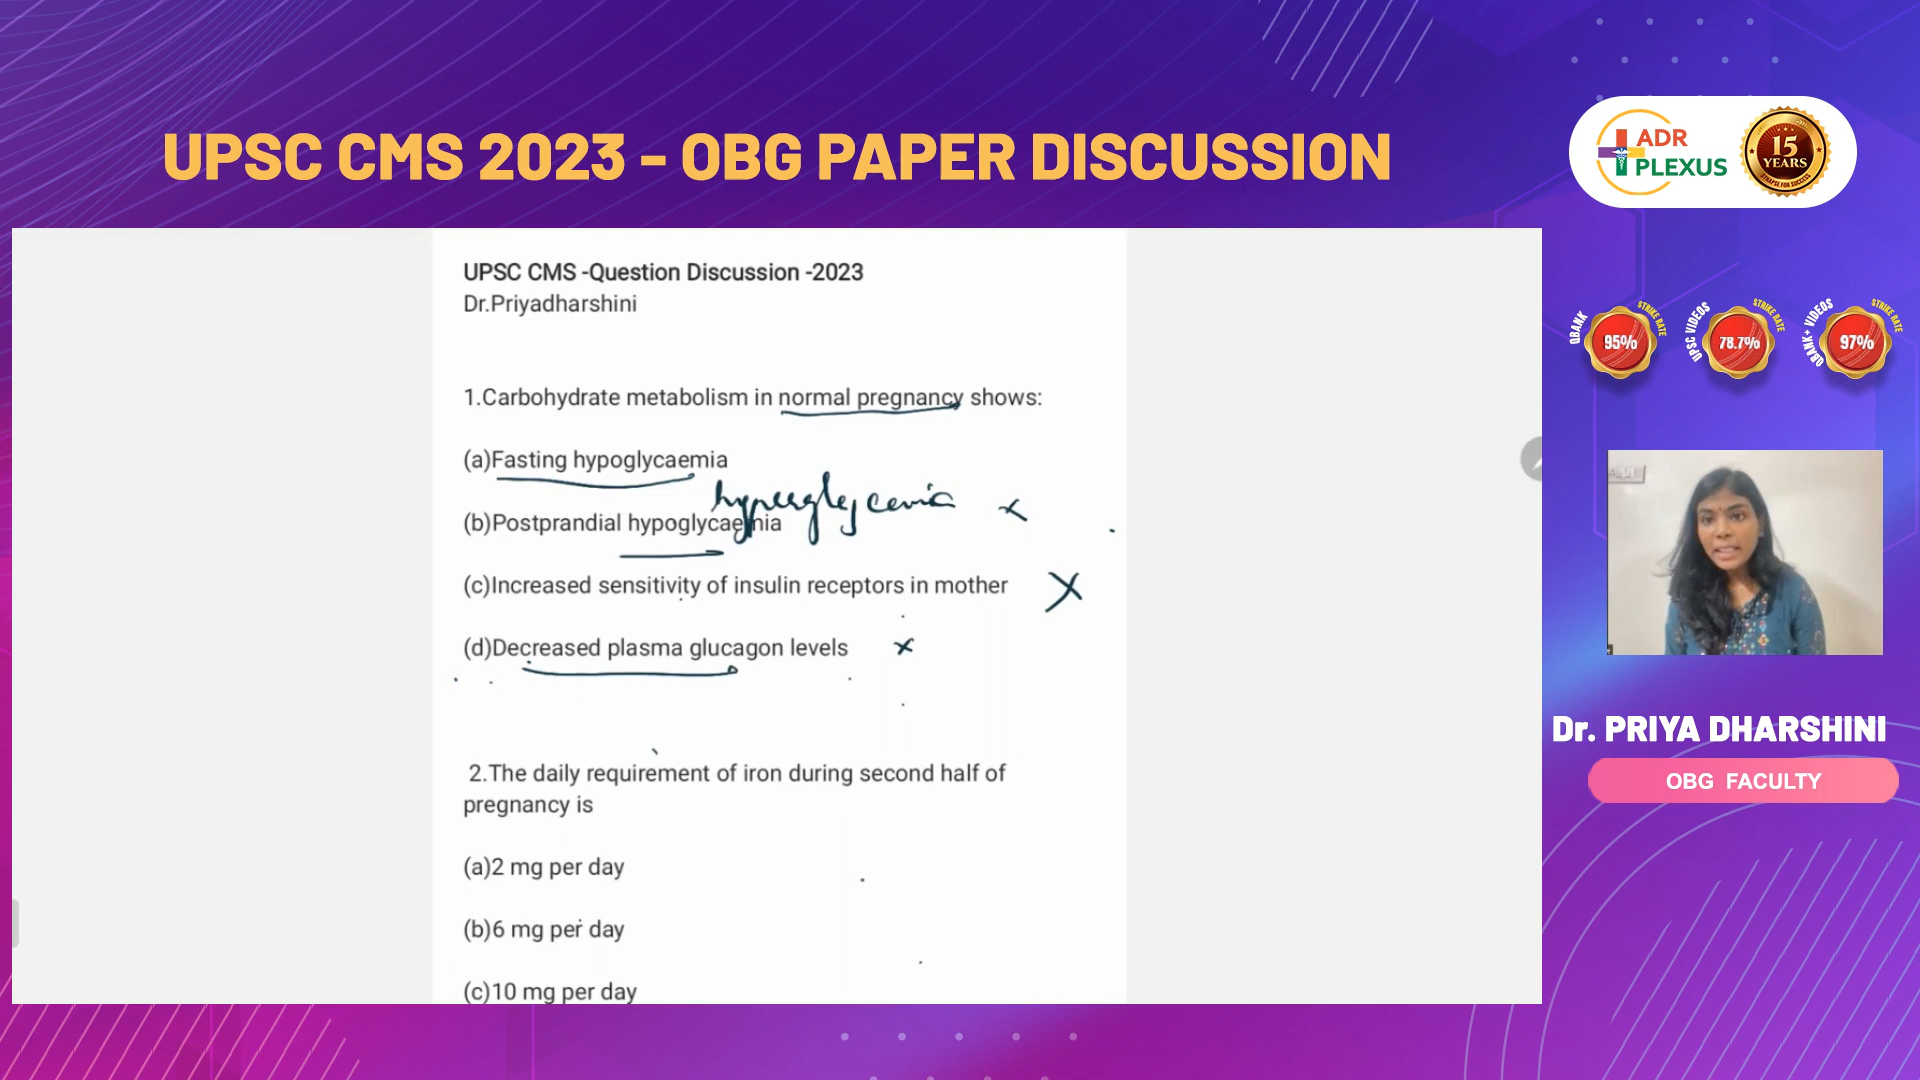 UPSC CMS 2023 - OBG PAPER DISCUSSION
ADR
PLEXUS
15
YEARS
UPSC CMS -Question Discussion -2023
Dr.Priyadharshini
1.Carbohydrate metabolism in normal pregnancy shows:
(a)Fasting hypoglycaemia
hyperglycemia x
(b)Postprandial hypoglycaemia
(c)Increased sensitivity of insulin receptors in mother X
(d)Decreased plasma glucagon levels x
2.The daily requirement of iron during second half of
pregnancy is
(a)2 mg per day
(b)6 mg per day
(c)10 mg per day
QBANK 95% STRIKE RATE
UPSC VIDEOS 78.7% STRIKE RATE
QBANK+ VIDEOS 97% STRIKE RATE
Dr. PRIYA DHARSHINI
OBG FACULTY